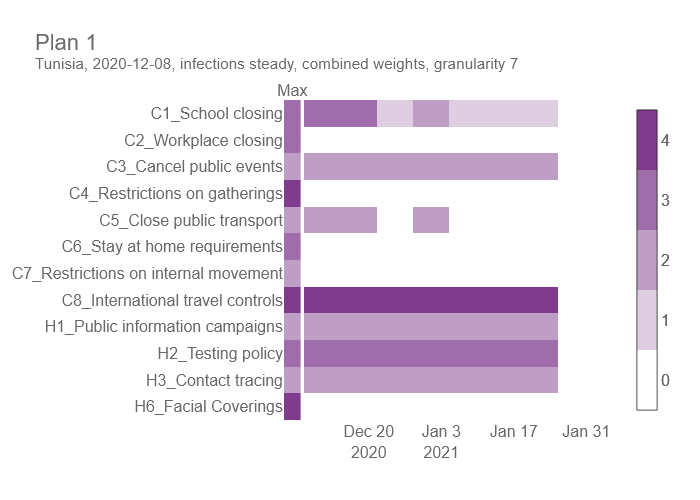 Plan 1
Tunisia, 2020-12-08, infections steady, combined weights, granularity 7
Max
C1_School closing
C2_Workplace closing
C3_Cancel public events
C4_Restrictions on gatherings
C5_Close public transport
C6_Stay at home requirements
C7_Restrictions on internal movement
C8_International travel controls
H1_Public information campaigns
H2_Testing policy
H3_Contact tracing
H6_Facial Coverings
Dec 20 Jan 3 Jan 17 Jan 31
2020 2021
4
3
2
1
0